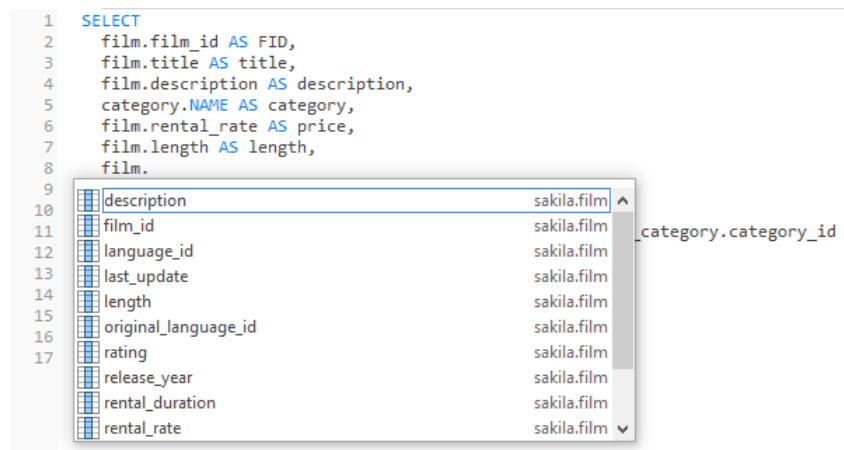 1 SELECT
2 film.film_id AS FID,
3 film.title AS title,
4 film.description AS description,
5 category.NAME AS category,
6 film.rental_rate AS price,
7 film.length AS length,
8 film.
9
description sakila.film
10
film_id sakila.film
11 _category.category_id
12
language_id sakila.film
13
last_update sakila.film
14
length sakila.film
15
original_language_id sakila.film
16
rating sakila.film
17
release_year sakila.film
rental_duration sakila.film
rental_rate sakila.film